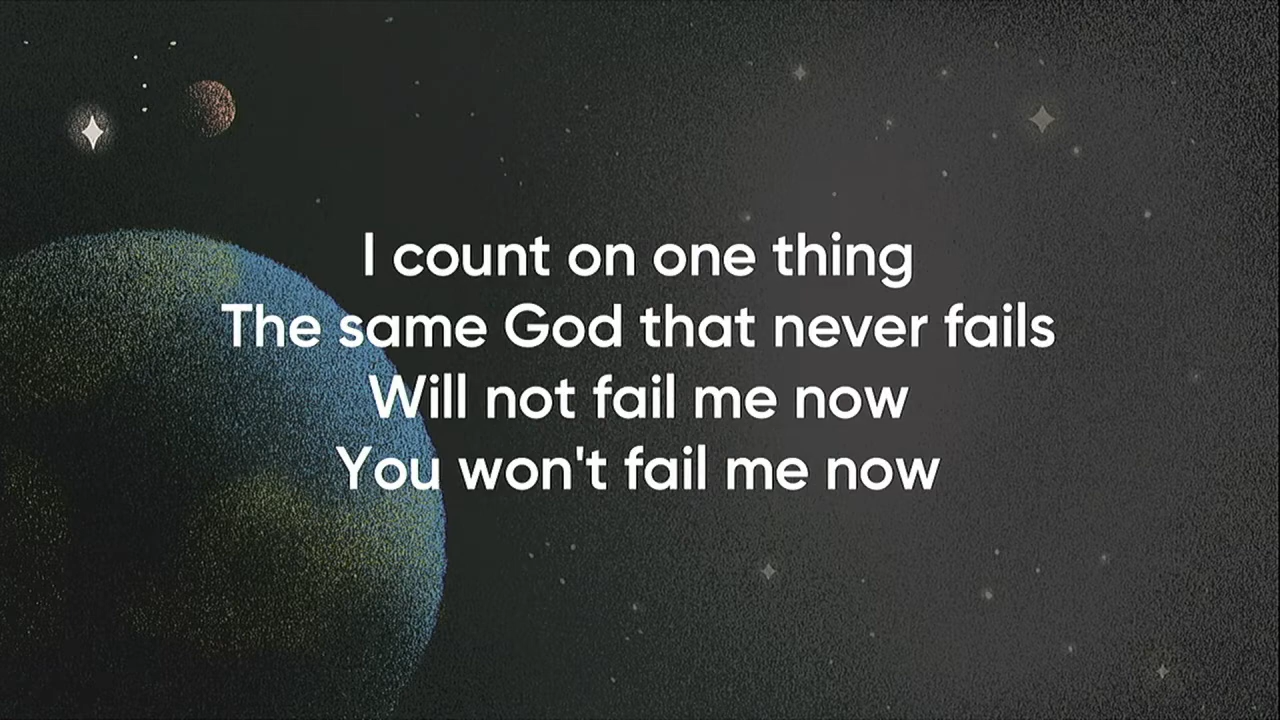 I count on one thing
The same God that never fails
Will not fail me now
You won't fail me now